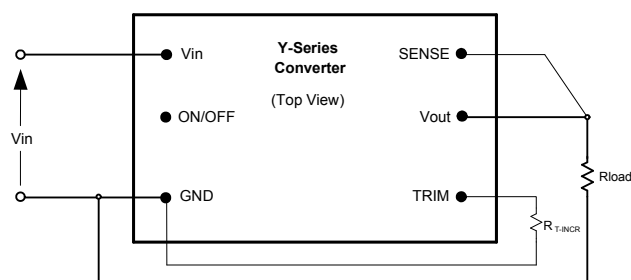 Y-Series
Converter
(Top View)
Vin
SENSE
ON/OFF
Vout
Vin
GND
TRIM
Rload
R T-INCR